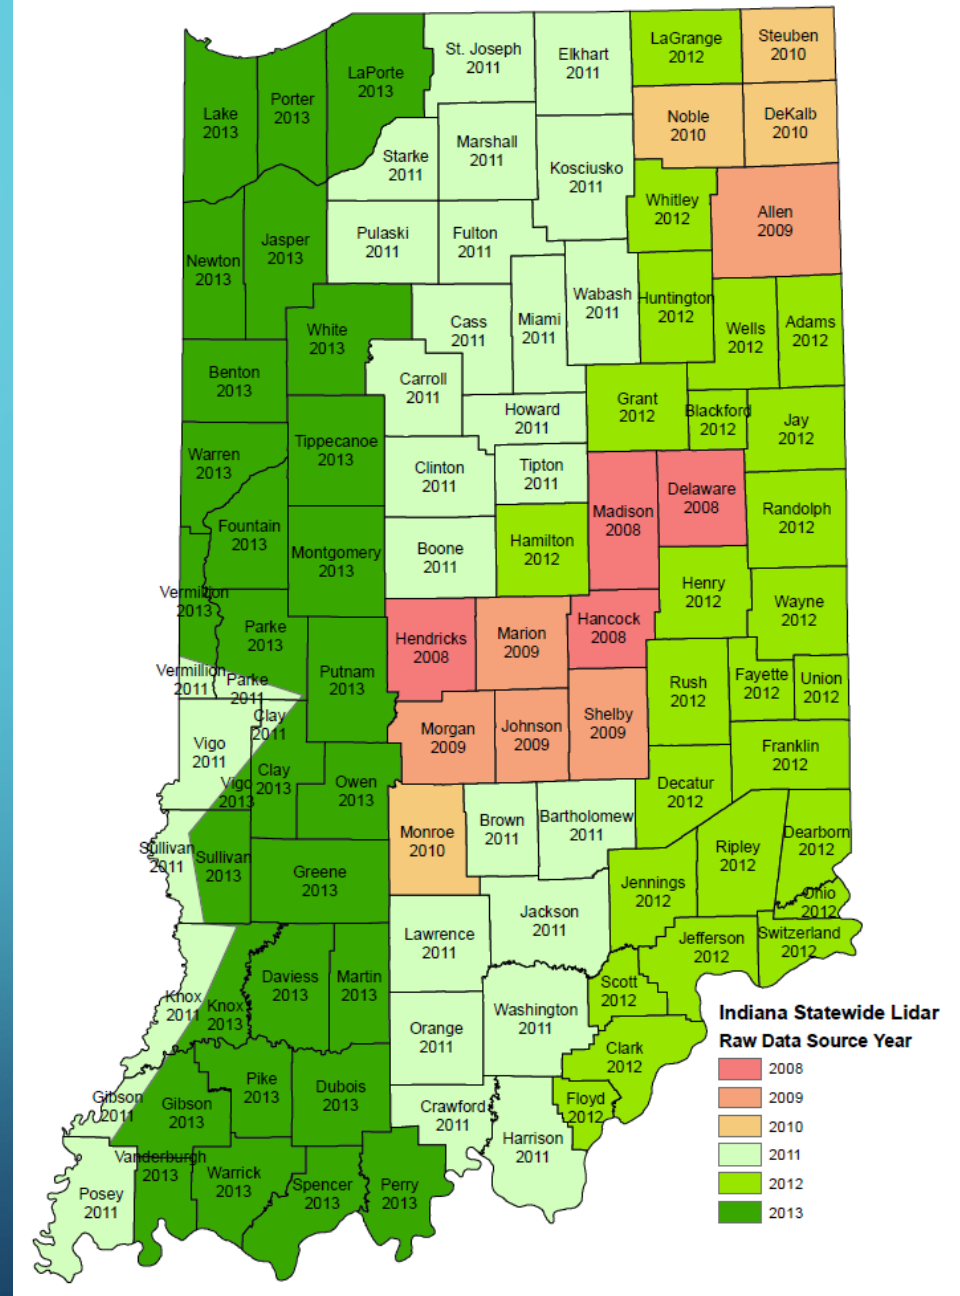 St. Joseph
2011
Elkhart
2011
LaGrange
2012
Steuben
2010
LaPorte
2013
Porter
2013
Lake
2013
Noble
2010
DeKalb
2010
Starke
2011
Marshall
2011
Kosciusko
2011
Whitley
2012
Allen
2009
Newton
2013
Jasper
2013
Pulaski
2011
Fulton
2011
Wabash
2011
Huntington
2012
White
2013
Cass
2011
Miami
2011
Wells
2012
Adams
2012
Benton
2013
Carroll
2011
Howard
2011
Grant
2012
Blackford
2012
Jay
2012
Warren
2013
Tippecanoe
2013
Clinton
2011
Tipton
2011
Madison
2008
Delaware
2008
Randolph
2012
Fountain
2013
Montgomery
2013
Boone
2011
Hamilton
2012
Henry
2012
Wayne
2012
Vermillion
2013
Parke
2013
Hendricks
2008
Marion
2009
Hancock
2008
Vermillion
2011
Parke
2011
Putnam
2013
Rush
2012
Fayette
2012
Union
2012
Clay
2011
Morgan
2009
Johnson
2009
Shelby
2009
Vigo
2011
Vigo
2013
Clay
2013
Owen
2013
Franklin
2012
Decatur
2012
Sullivan
2011
Sullivan
2013
Greene
2013
Monroe
2010
Brown
2011
Bartholomew
2011
Ripley
2012
Dearborn
2012
Jennings
2012
Ohio
2012
Lawrence
2011
Jackson
2011
Jefferson
2012
Switzerland
2012
Knox
2011
Knox
2013
Daviess
2013
Martin
2013
Scott
2012
Orange
2011
Washington
2011
Clark
2012
Gibson
2011
Gibson
2013
Pike
2013
Dubois
2013
Crawford
2011
Floyd
2012
Harrison
2011
Posey
2011
Vanderburgh
2013
Warrick
2013
Spencer
2013
Perry
2013
Indiana Statewide Lidar
Raw Data Source Year
2008
2009
2010
2011
2012
2013